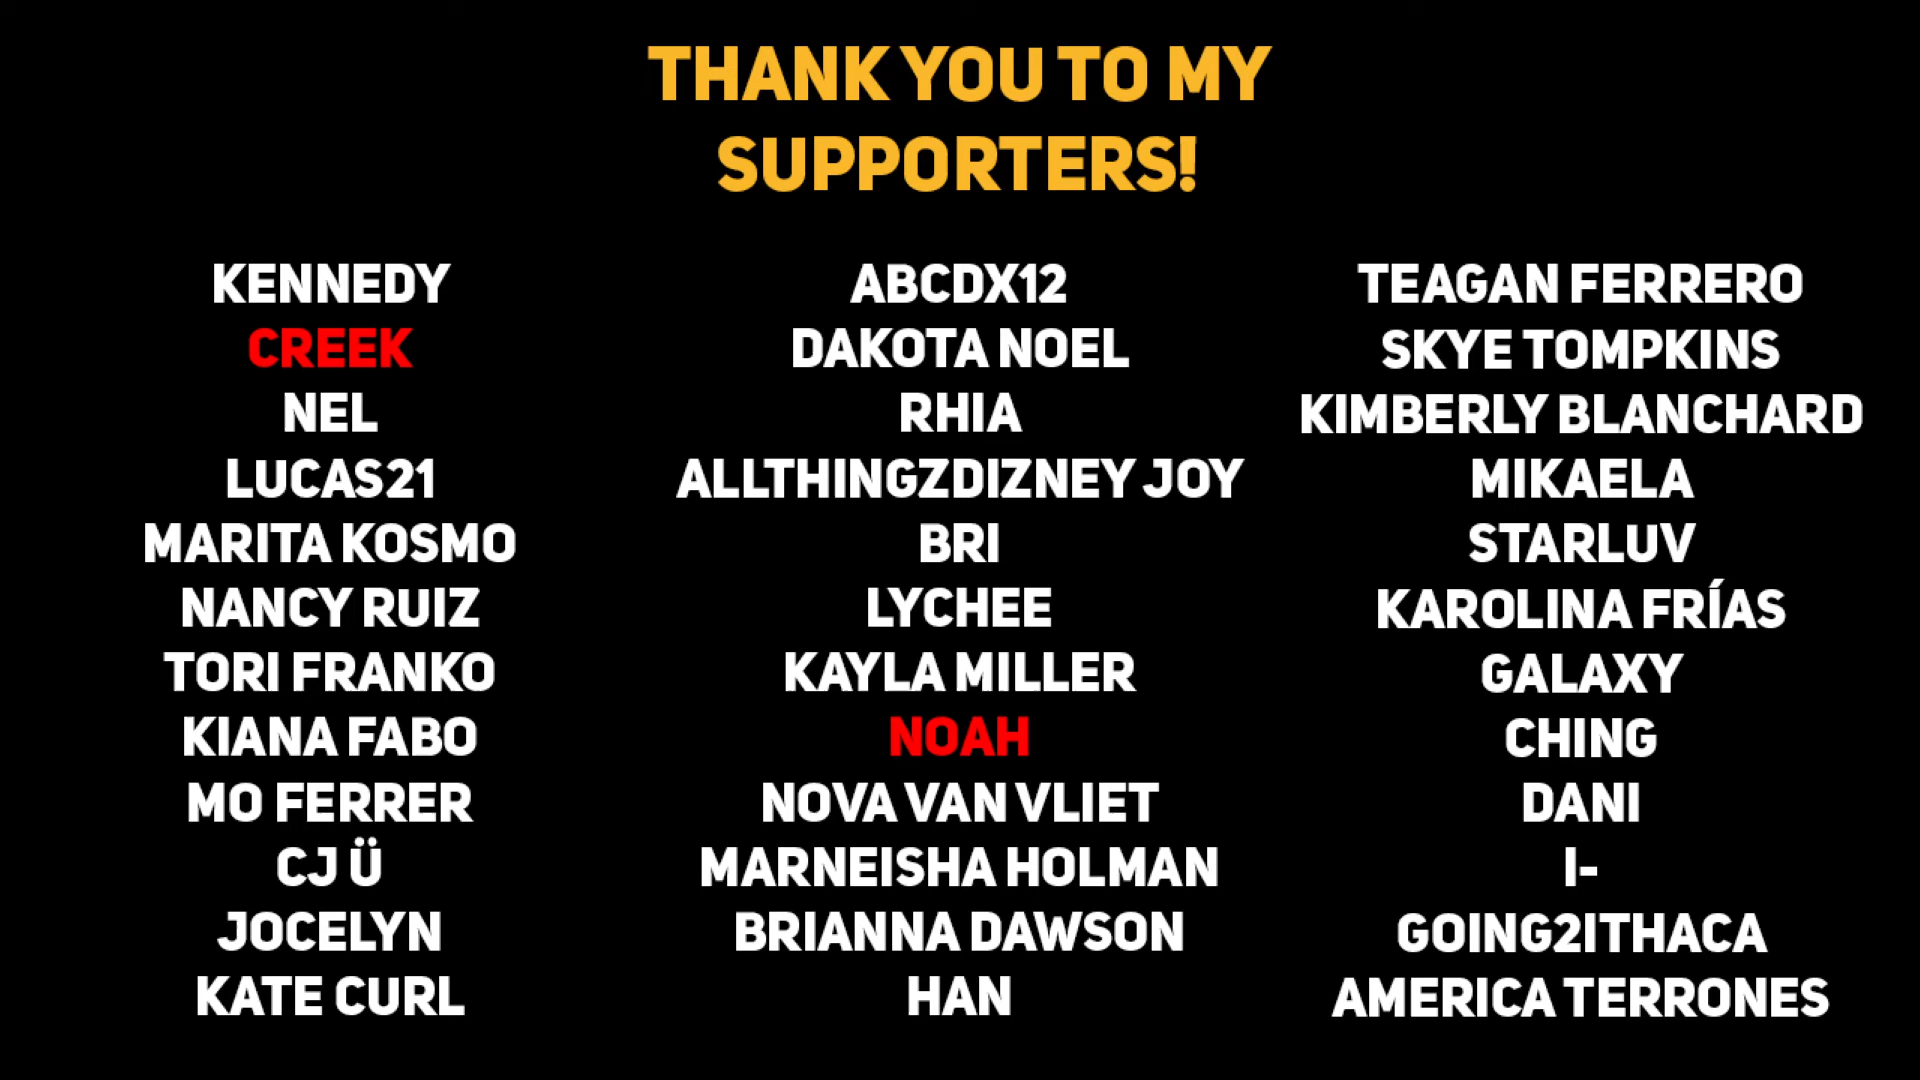 THANK YOU TO MY
SUPPORTERS!
KENNEDY
CREEK
NEL
LUCAS21
MARITA KOSMO
NANCY RUIZ
TORI FRANKO
KIANA FABO
MO FERRER
CJ Ü
JOCELYN
KATE CURL
ABCDX12
DAKOTA NOEL
RHIA
ALLTHINGZDIZNEY JOY
BRI
LYCHEE
KAYLA MILLER
NOAH
NOVA VAN VLIET
MARNEISHA HOLMAN
BRIANNA DAWSON
HAN
TEAGAN FERRERO
SKYE TOMPKINS
KIMBERLY BLANCHARD
MIKAELA
STARLUV
KAROLINA FRÍAS
GALAXY
CHING
DANI
I-
GOING2ITHACA
AMERICA TERRONES